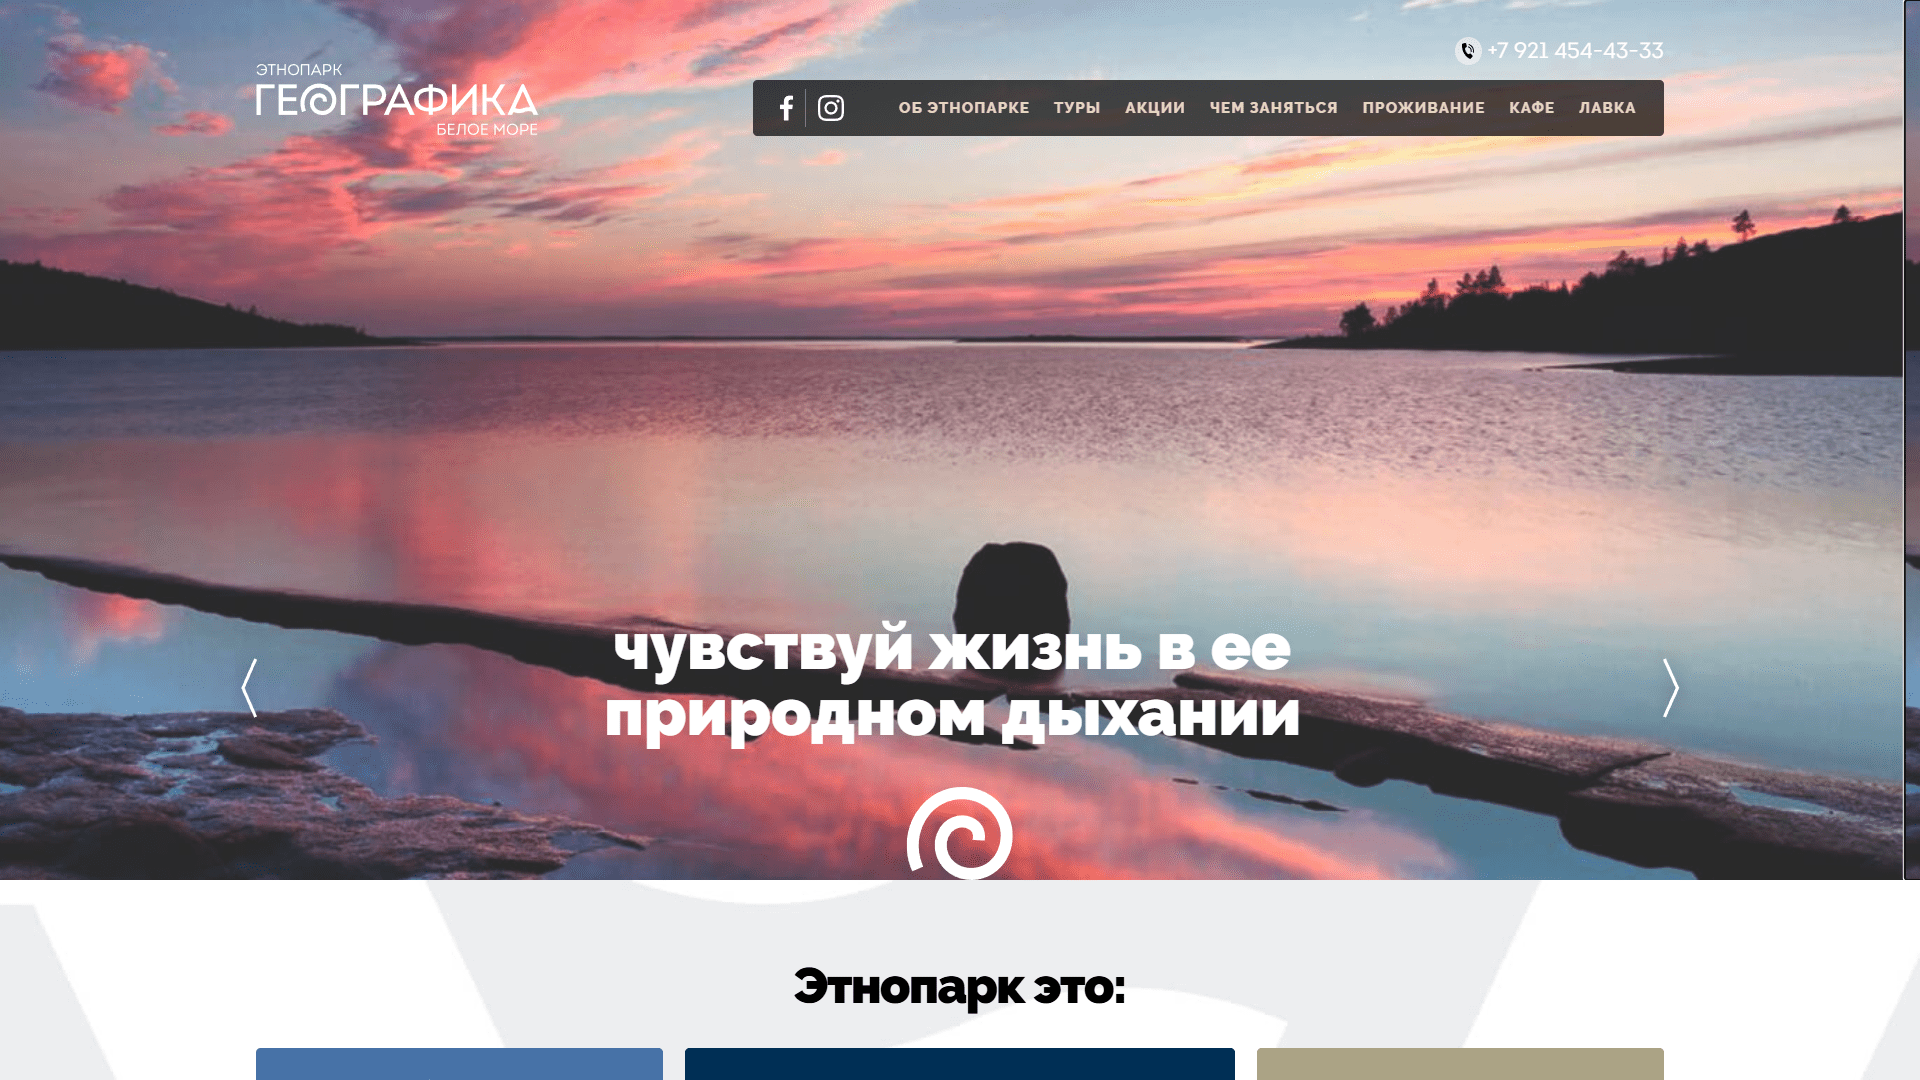 +7 921 454-43-33
ЭТНОПАРК
ГЕОГРАФИКА
БЕЛОЕ МОРЕ
ОБ ЭТНОПАРКЕ ТУРЫ АКЦИИ ЧЕМ ЗАНЯТЬСЯ ПРОЖИВАНИЕ КАФЕ ЛАВКА
чувствуй жизнь в ее
природном дыхании
Этнопарк это: